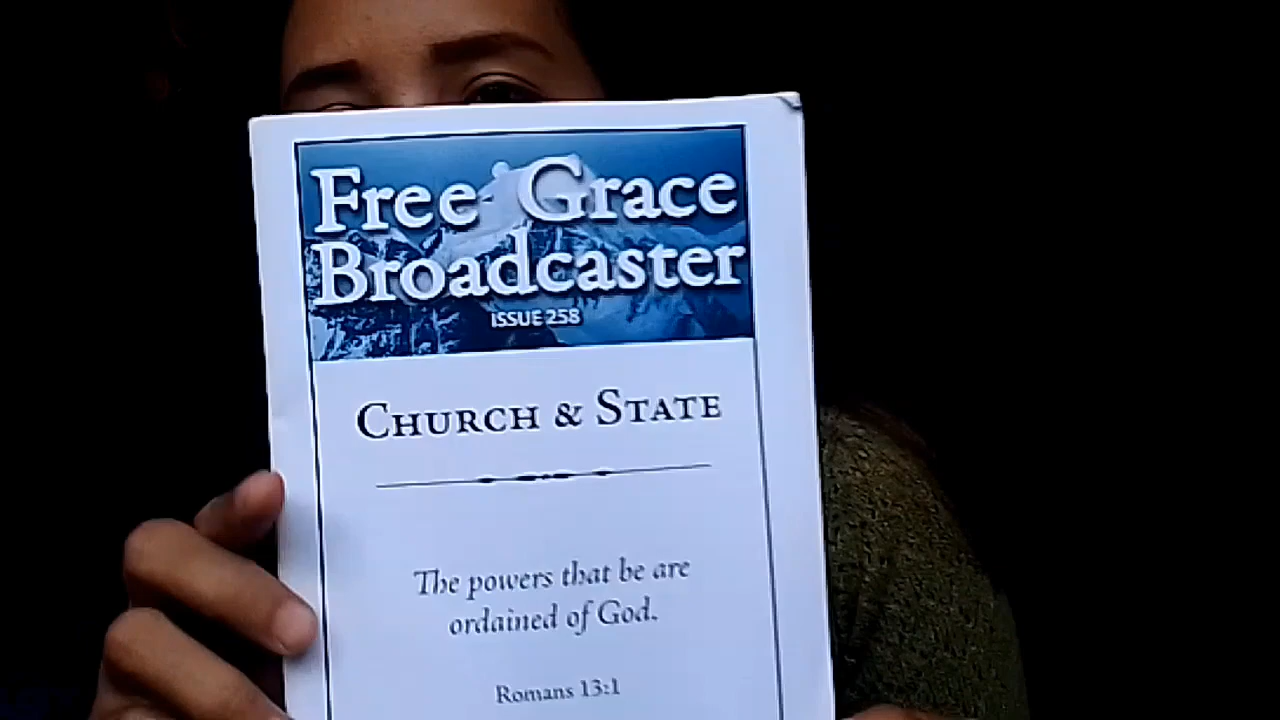 Free Grace
Broadcaster
ISSUE 258
CHURCH & STATE
The powers that be are
ordained of God.
Romans 13:1